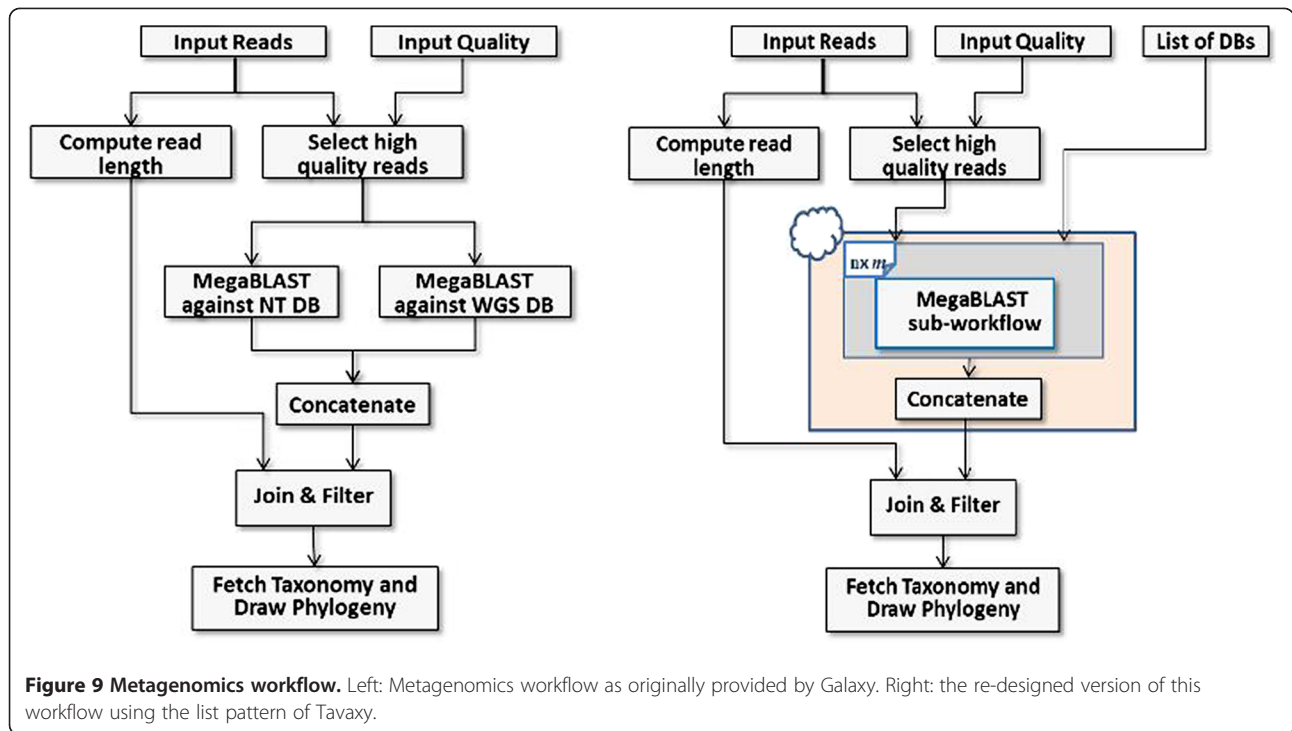 Input Reads
Input Quality
Compute read
length
Select high
quality reads
MegaBLAST
against NT DB
MegaBLAST
against WGS DB
Concatenate
Join & Filter
Fetch Taxonomy and
Draw Phylogeny
Input Reads
Input Quality
List of DBs
Compute read
length
Select high
quality reads
n x m
MegaBLAST
sub-workflow
Concatenate
Join & Filter
Fetch Taxonomy and
Draw Phylogeny
Figure 9 Metagenomics workflow. Left: Metagenomics workflow as originally provided by Galaxy. Right: the re-designed version of this
workflow using the list pattern of Tavaxy.